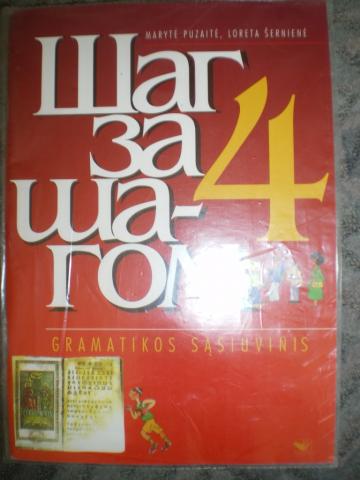 MARYTĖ PUZAITĖ, LORETA ŠERNIENĖ
Шаг
за
ша-
гом
4
GRAMATIKOS SĄSIUVINIS